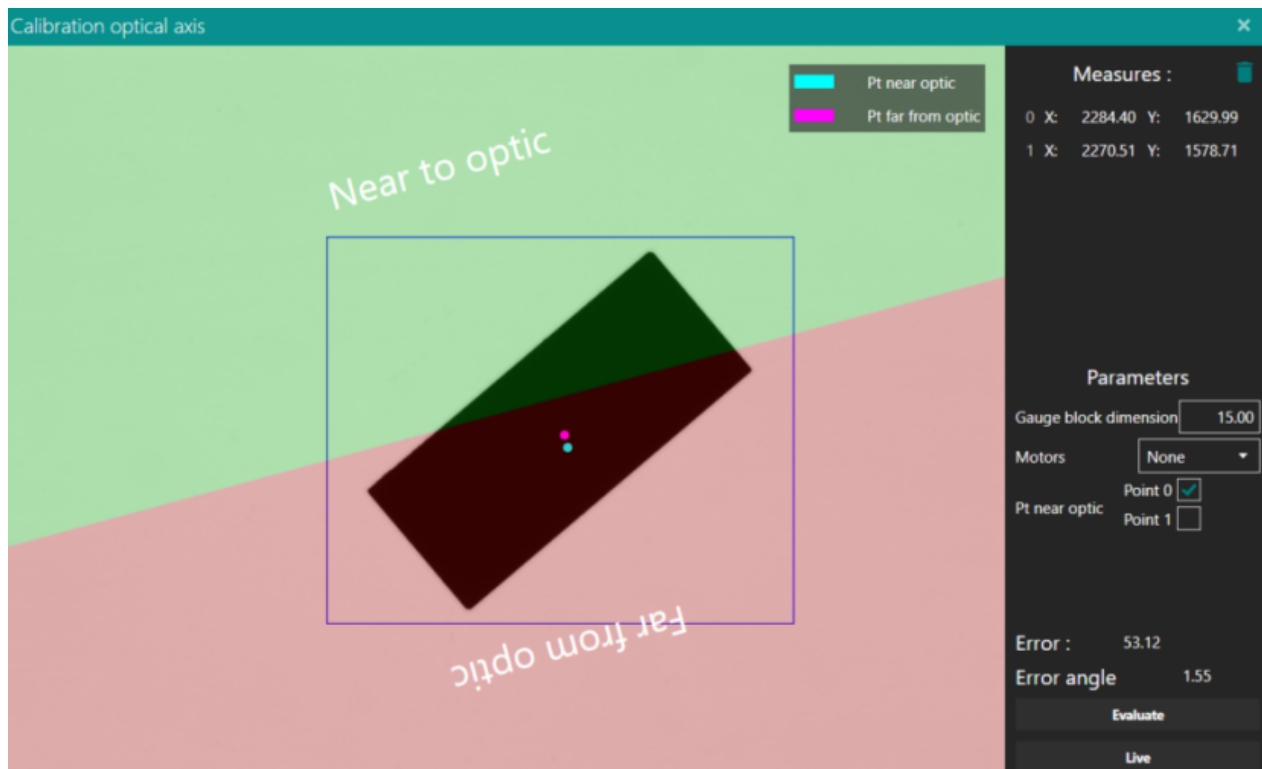 Calibration optical axis
Pt near optic
Pt far from optic
Near to optic
Far from optic
Measures :
0 X: 2284.40 Y: 1629.99
1 X: 2270.51 Y: 1578.71
Parameters
Gauge block dimension 15.00
Motors None
Pt near optic
Point 0
Point 1
Error : 53.12
Error angle 1.55
Evaluate
Live